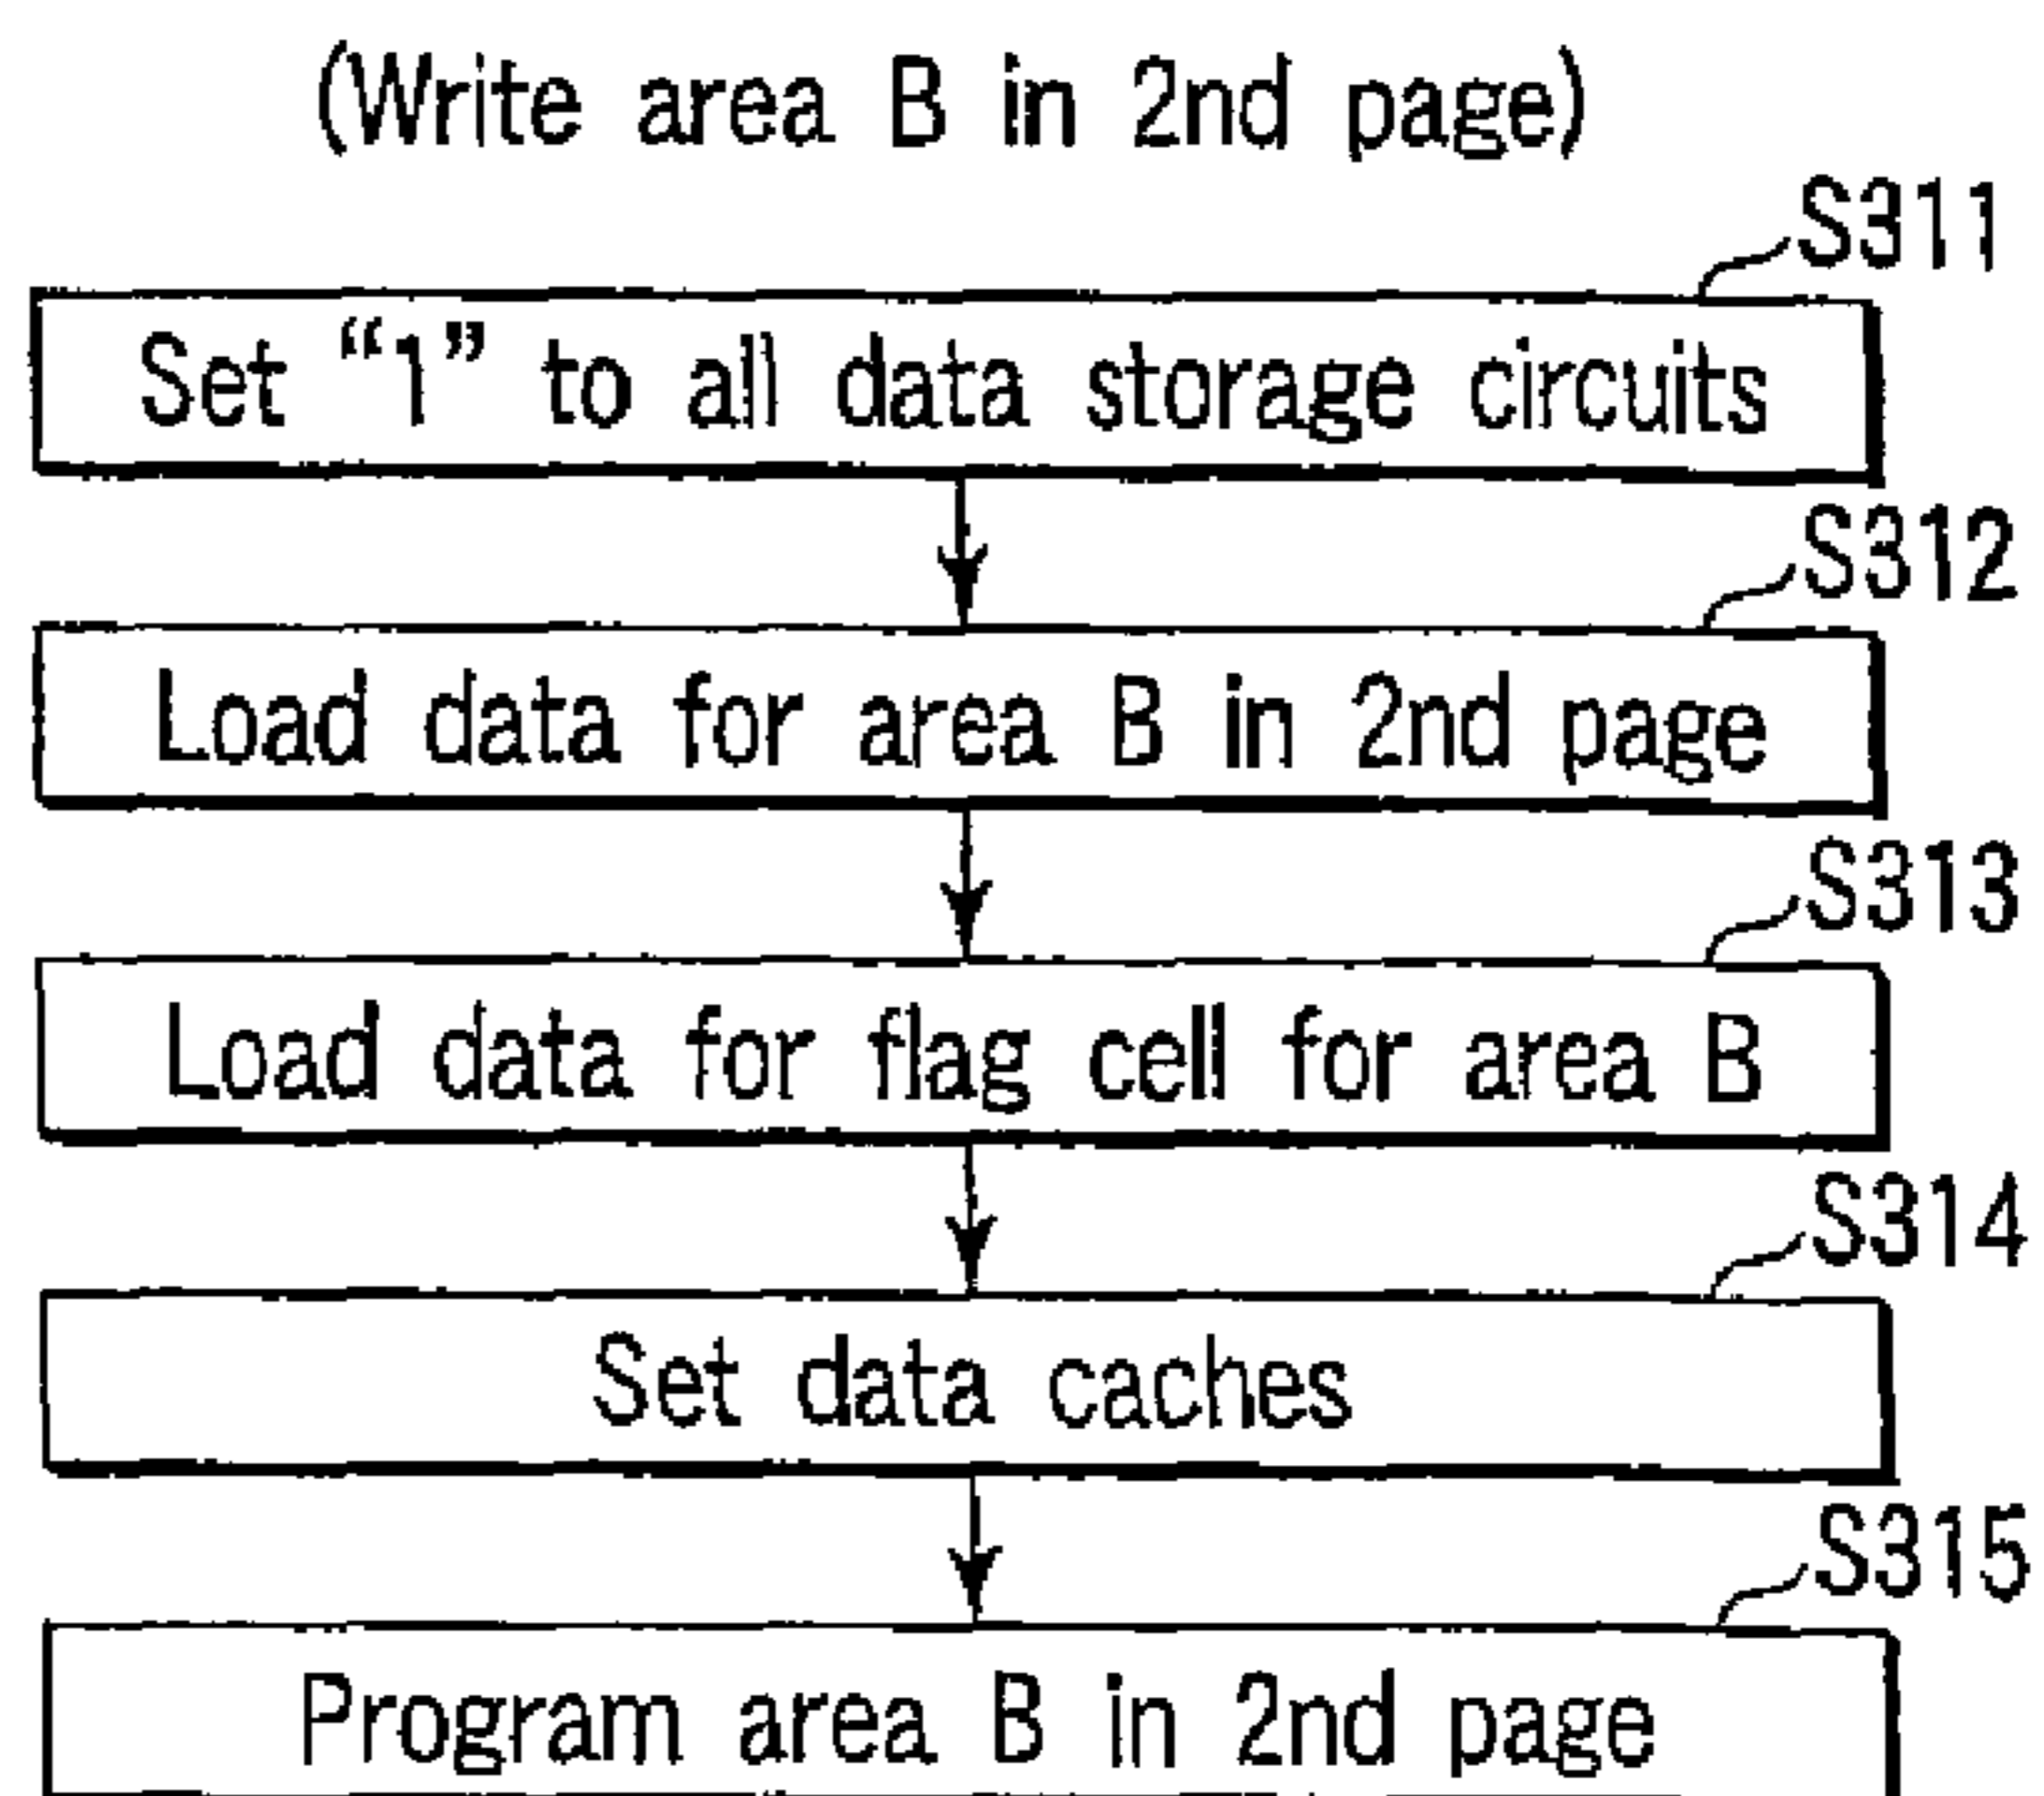 (Write area B in 2nd page)
S311
Set “1” to all data storage circuits
S312
Load data for area B in 2nd page
S313
Load data for flag cell for area B
S314
Set data caches
S315
Program area B in 2nd page